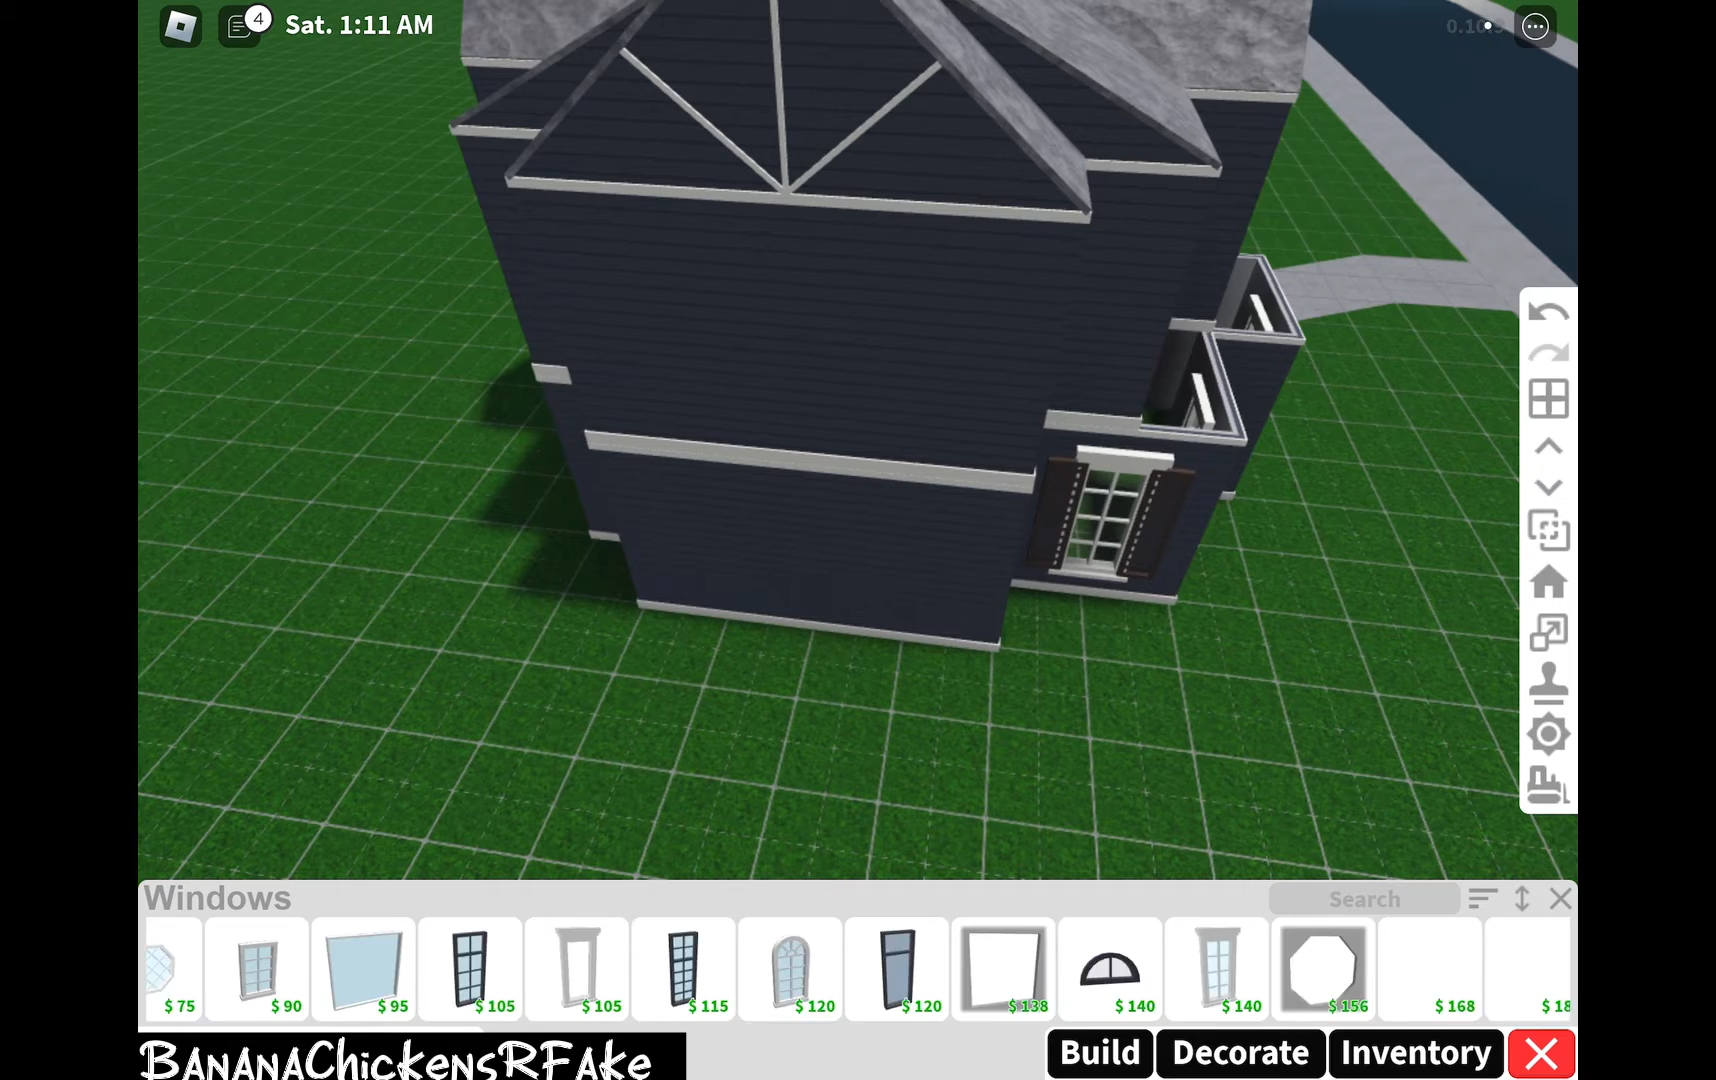 4
Sat. 1:11 AM
Windows
Search
$ 75
$ 90
$ 95
$ 105
$ 105
$ 115
$ 120
$ 120
$ 138
$ 140
$ 140
$ 156
$ 168
BananaChickensRFake
Build
Decorate
Inventory